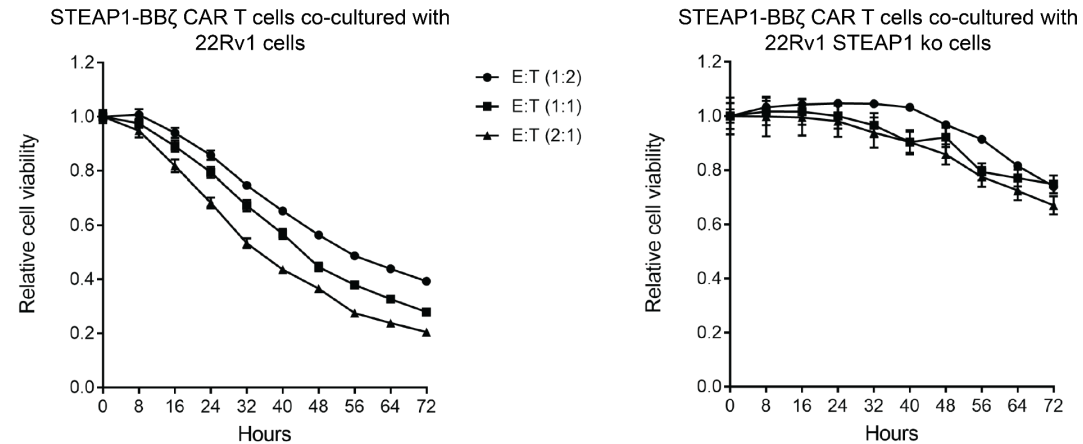 STEAP1-BBζ CAR T cells co-cultured with
22Rv1 cells
1.2
1.0
0.8
0.6
0.4
0.2
0.0
Relative cell viability
0 8 16 24 32 40 48 56 64 72
Hours
E:T (1:2)
E:T (1:1)
E:T (2:1)
STEAP1-BBζ CAR T cells co-cultured with
22Rv1 STEAP1 ko cells
1.2
1.0
0.8
0.6
0.4
0.2
0.0
Relative cell viability
0 8 16 24 32 40 48 56 64 72
Hours